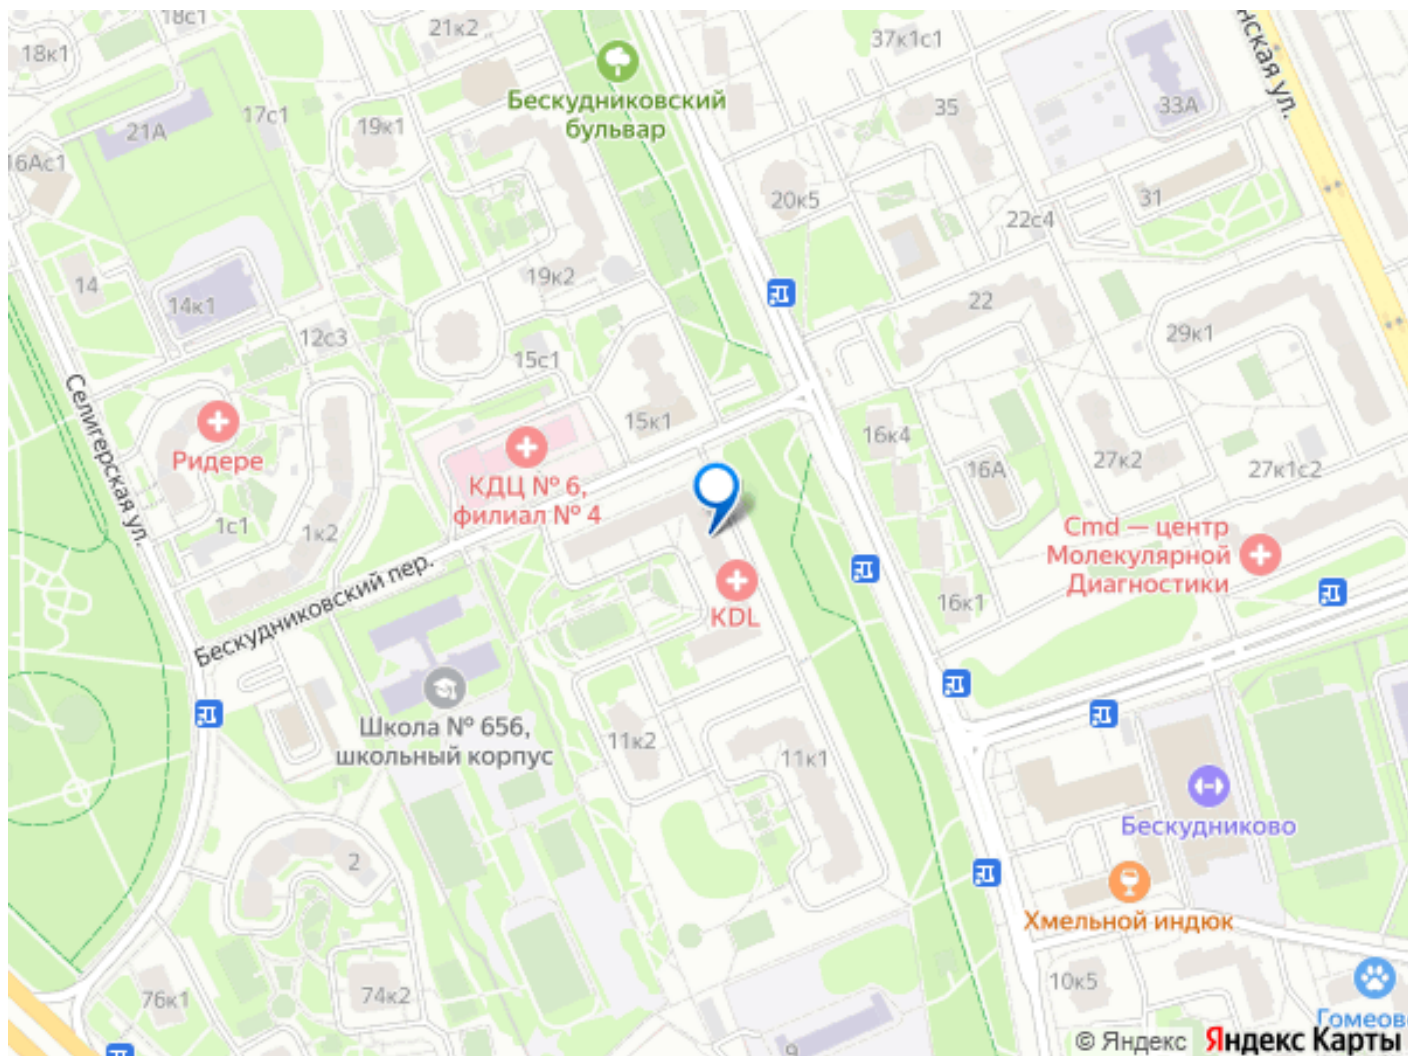 18с1
18к1
21к2
37к1с1
нская ул.
Бескудниковский
бульвар
21А
17с1
19к1
35
33А
16Ас1
20к5
31
22с4
14
14к1
19к2
22
29к1
12с3
15с1
Селигерская ул.
15к1
16к4
Ридере
КДЦ № 6,
филиал № 4
16А
27к2
27к1с2
1с1
1к2
Cmd — центр
Молекулярной
Диагностики
Бескудниковский пер.
KDL
16к1
Школа № 656,
школьный корпус
11к2
11к1
Бескудниково
2
Хмельной индюк
76к1
74к2
10к5
Гомеов
9
© Яндекс Яндекс Карты